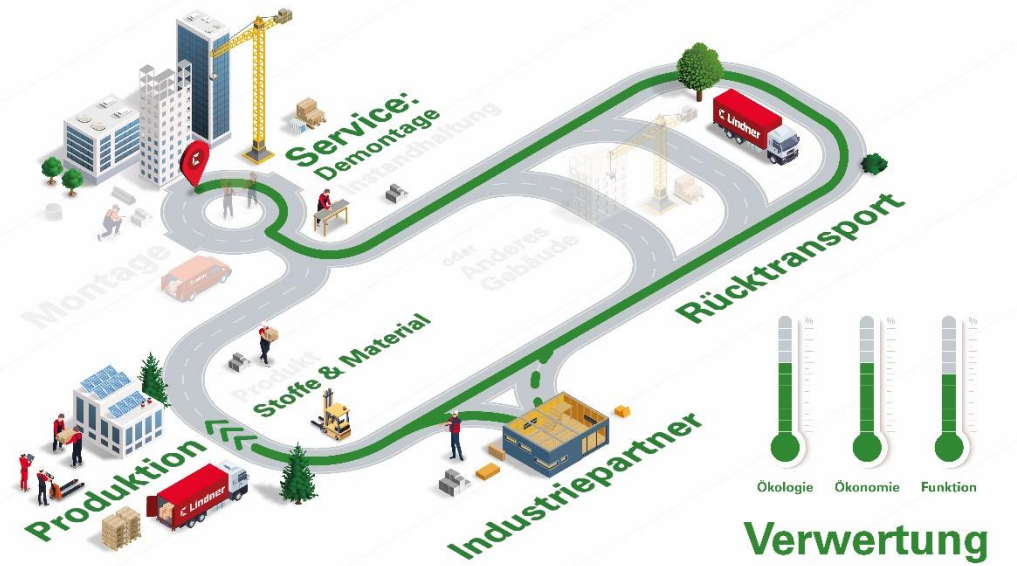 Service:
Demontage
Instandhaltung
Lindner
Montage
oder
Anderes
Gebäude
Rücktransport
Produkt
Stoffe & Material
%
%
%
Produktion
Lindner
Industriepartner
Ökologie
Ökonomie
Funktion
Verwertung